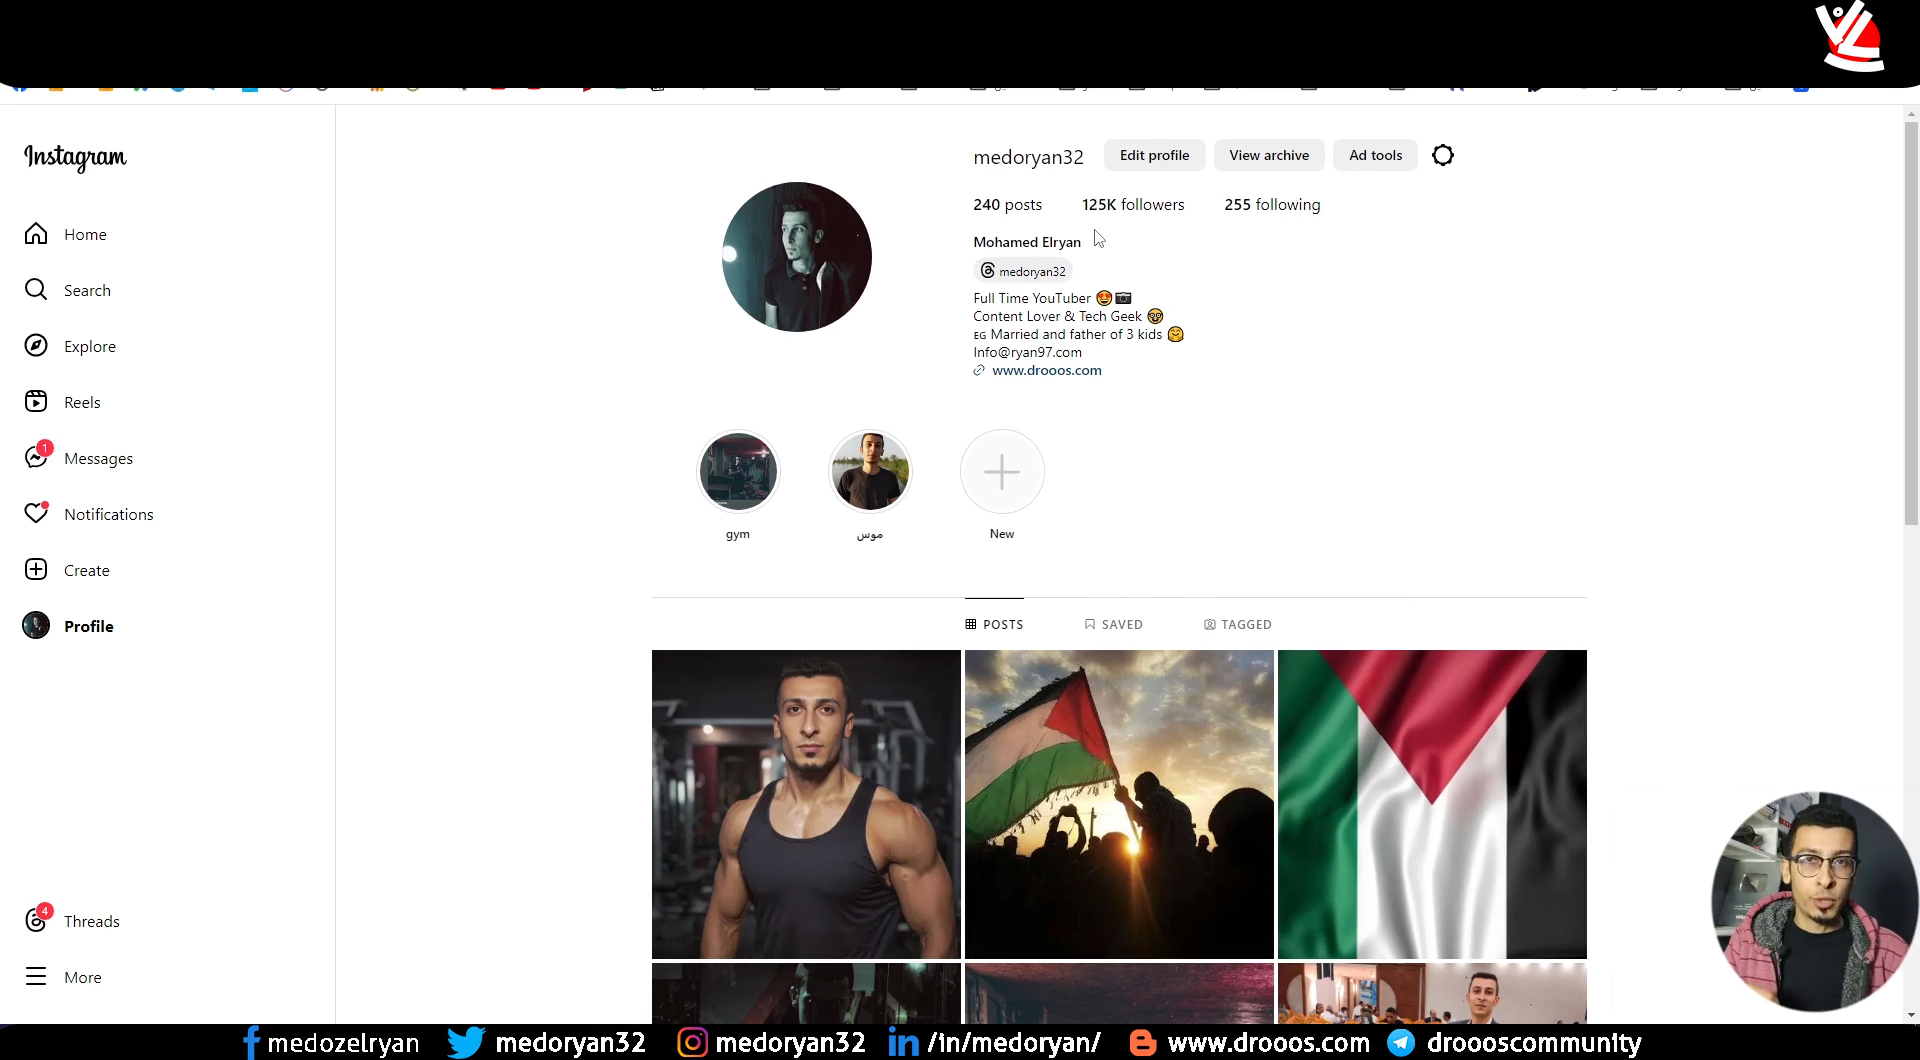 Instagram
Home
Search
Explore
Reels
1
Messages
Notifications
Create
Profile
4
Threads
More
medoryan32
Edit profile
View archive
Ad tools
240 posts
125K followers
255 following
Mohamed Elryan
medoryan32
Full Time YouTuber 😍📷
Content Lover & Tech Geek 🤓
EG Married and father of 3 kids 🤗
Info@ryan97.com
www.drooos.com
gym
موس
New
POSTS
SAVED
TAGGED
medozelryan
medoryan32
medoryan32
/in/medoryan/
www.drooos.com
droooscommunity